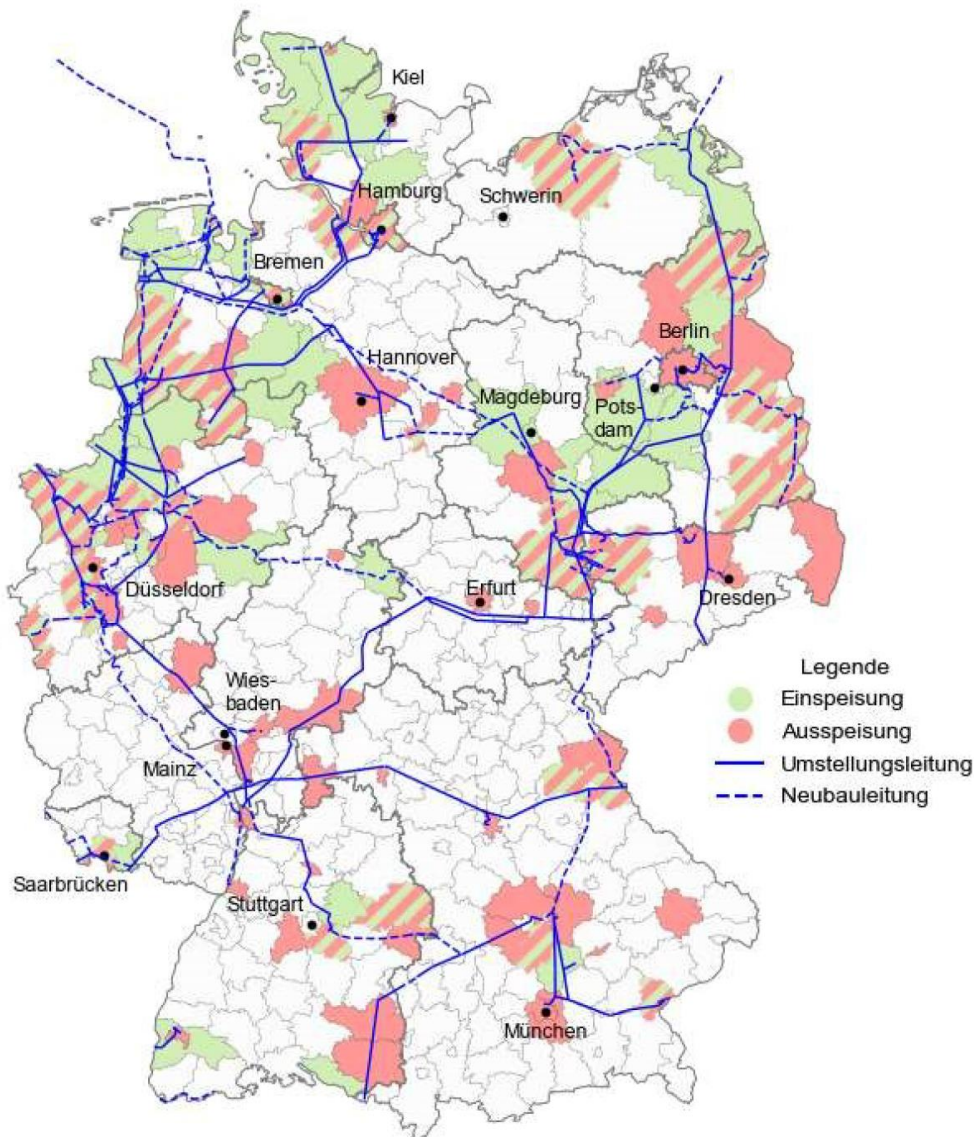 Kiel
Hamburg
Schwerin
Bremen
Berlin
Hannover
Magdeburg
Pots-
dam
Düsseldorf
Erfurt
Dresden
Wies-
baden
Mainz
Saarbrücken
Stuttgart
München
Legende
Einspeisung
Ausspeisung
Umstellungsleitung
Neubauleitung